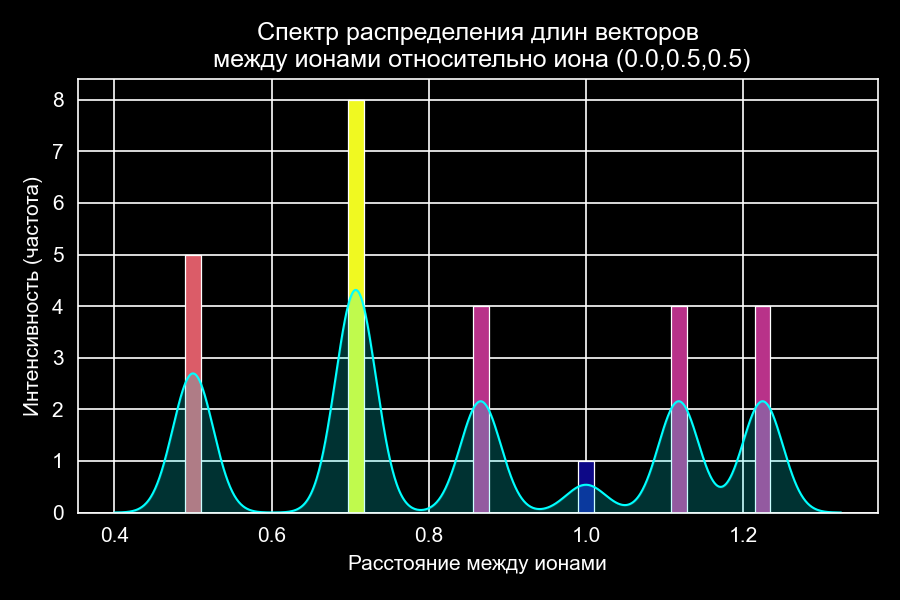 Спектр распределения длин векторов
между ионами относительно иона (0.0,0.5,0.5)
Интенсивность (частота)
8
7
6
5
4
3
2
1
0
0.4 0.6 0.8 1.0 1.2
Расстояние между ионами